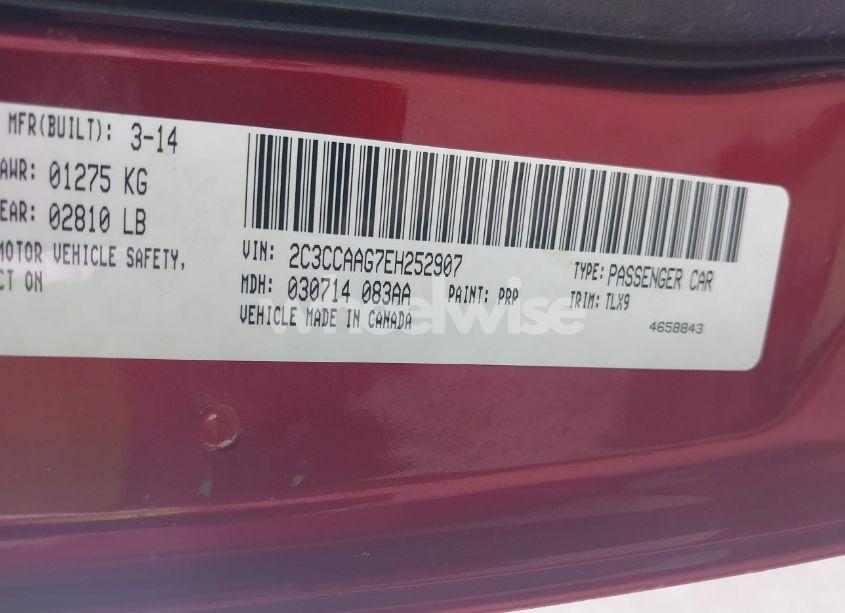 MFR(BUILT): 3-14
AWR: 01275 KG
EAR: 02810 LB
MOTOR VEHICLE SAFETY,
CT ON
VIN: 2C3CCAAG7EH252907
TYPE: PASSENGER CAR
MDH: 030714 083AA PAINT: PRP TRIM: TLX9
VEHICLE MADE IN CANADA
4658843
wheelwise